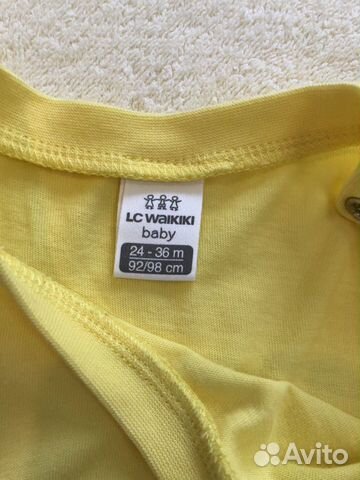 LC WaIKIKI
baby
24 - 36 m
92/98 cm
Avito